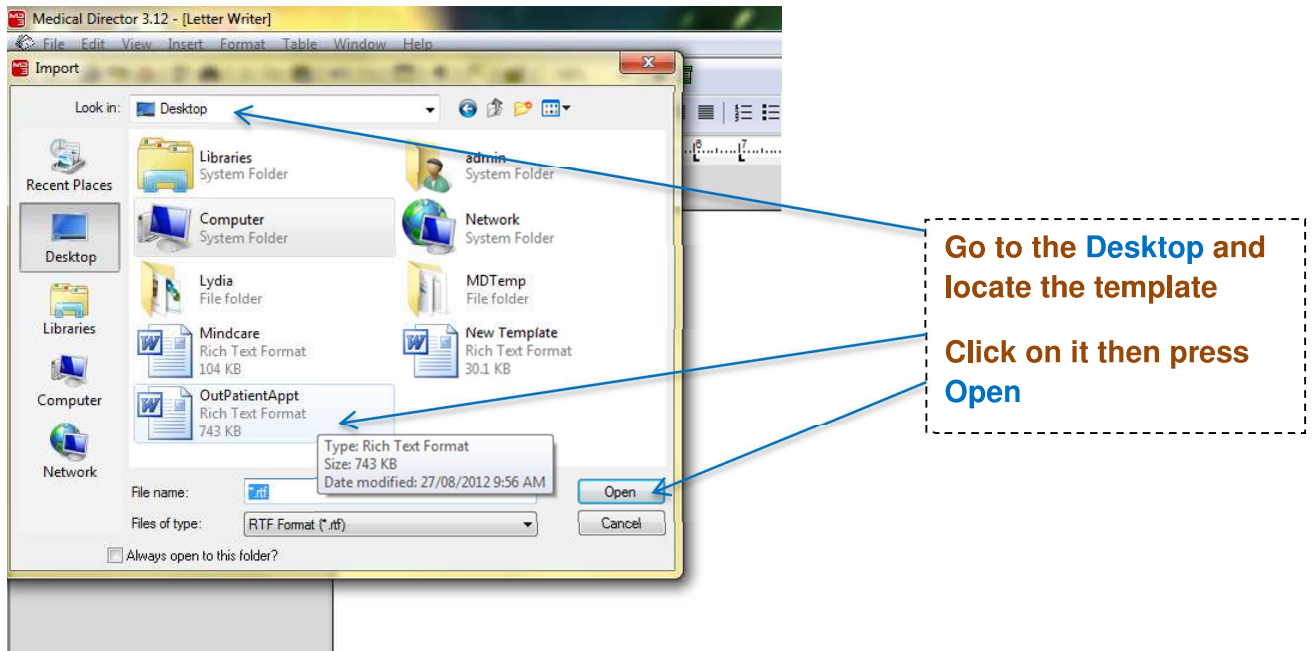 Medical Director 3.12 - [Letter Writer]
File Edit View Insert Format Table Window Help
Import
Look in: Desktop
Recent Places
Desktop
Libraries
Computer
Network
Libraries
System Folder
admin
System Folder
Computer
System Folder
Network
System Folder
Lydia
File folder
MDTemp
File folder
Mindcare
Rich Text Format
104 KB
New Template
Rich Text Format
30.1 KB
OutPatientAppt
Rich Text Format
743 KB
Type: Rich Text Format
Size: 743 KB
Date modified: 27/08/2012 9:56 AM
File name: *.rtf
Open
Files of type: RTF Format (*.rtf)
Cancel
Always open to this folder?
6 7
Go to the Desktop and
locate the template
Click on it then press
Open